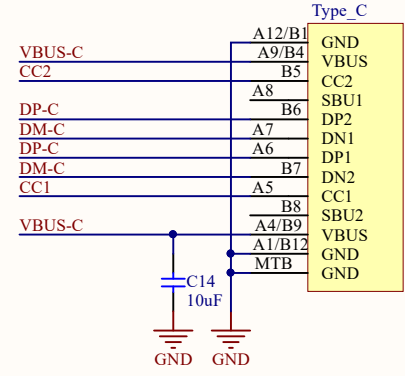 Type_C
A12/B1 GND
VBUS-C A9/B4 VBUS
CC2 B5 CC2
A8 SBU1
DP-C B6 DP2
DM-C A7 DN1
DP-C A6 DP1
DM-C B7 DN2
CC1 A5 CC1
B8 SBU2
VBUS-C A4/B9 VBUS
A1/B12 GND
MTB GND
C14
10uF
GND GND